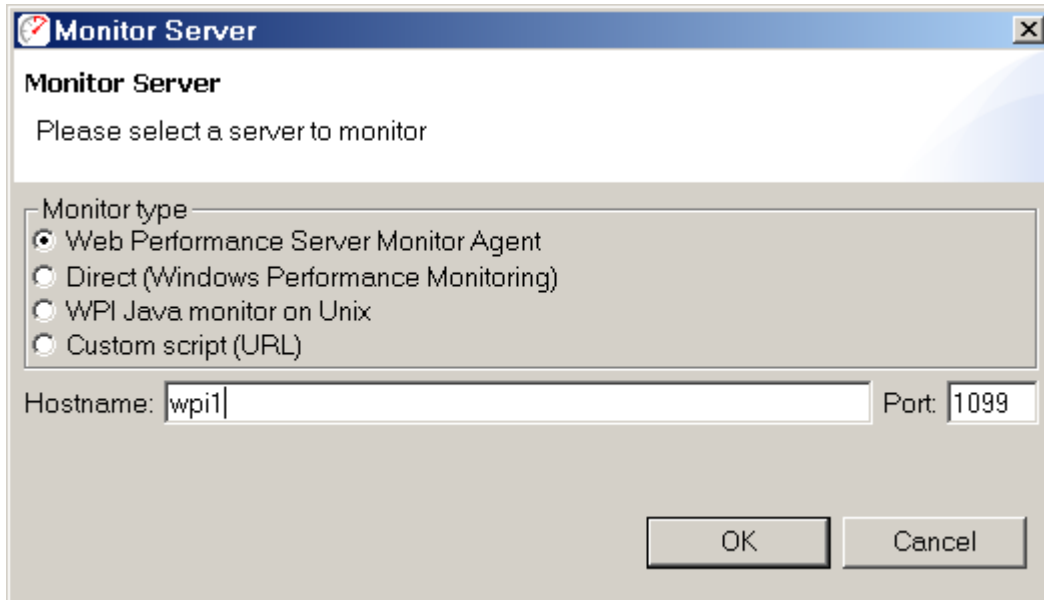 Monitor Server
Monitor Server
Please select a server to monitor
Monitor type
Web Performance Server Monitor Agent
Direct (Windows Performance Monitoring)
WPI Java monitor on Unix
Custom script (URL)
Hostname: wpi1 Port: 1099
OK Cancel